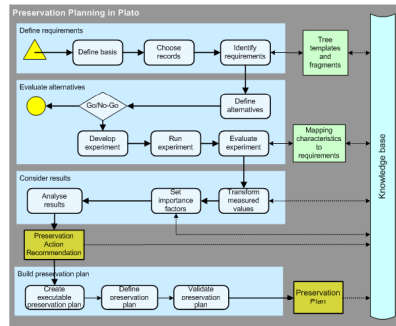 Preservation Planning in Plato
Define requirements
Define basis
Choose
records
Identify
requirements
Tree
templates
and
fragments
Evaluate alternatives
Go/No-Go
Define
alternatives
Develop
experiment
Run
experiment
Evaluate
experiment
Mapping
characteristics
to
requirements
Knowledge base
Consider results
Analyse
results
Set
importance
factors
Transform
measured
values
Preservation
Action
Recommendation
Build preservation plan
Create
executable
preservation plan
Define
preservation
plan
Validate
preservation
plan
Preservation
Plan